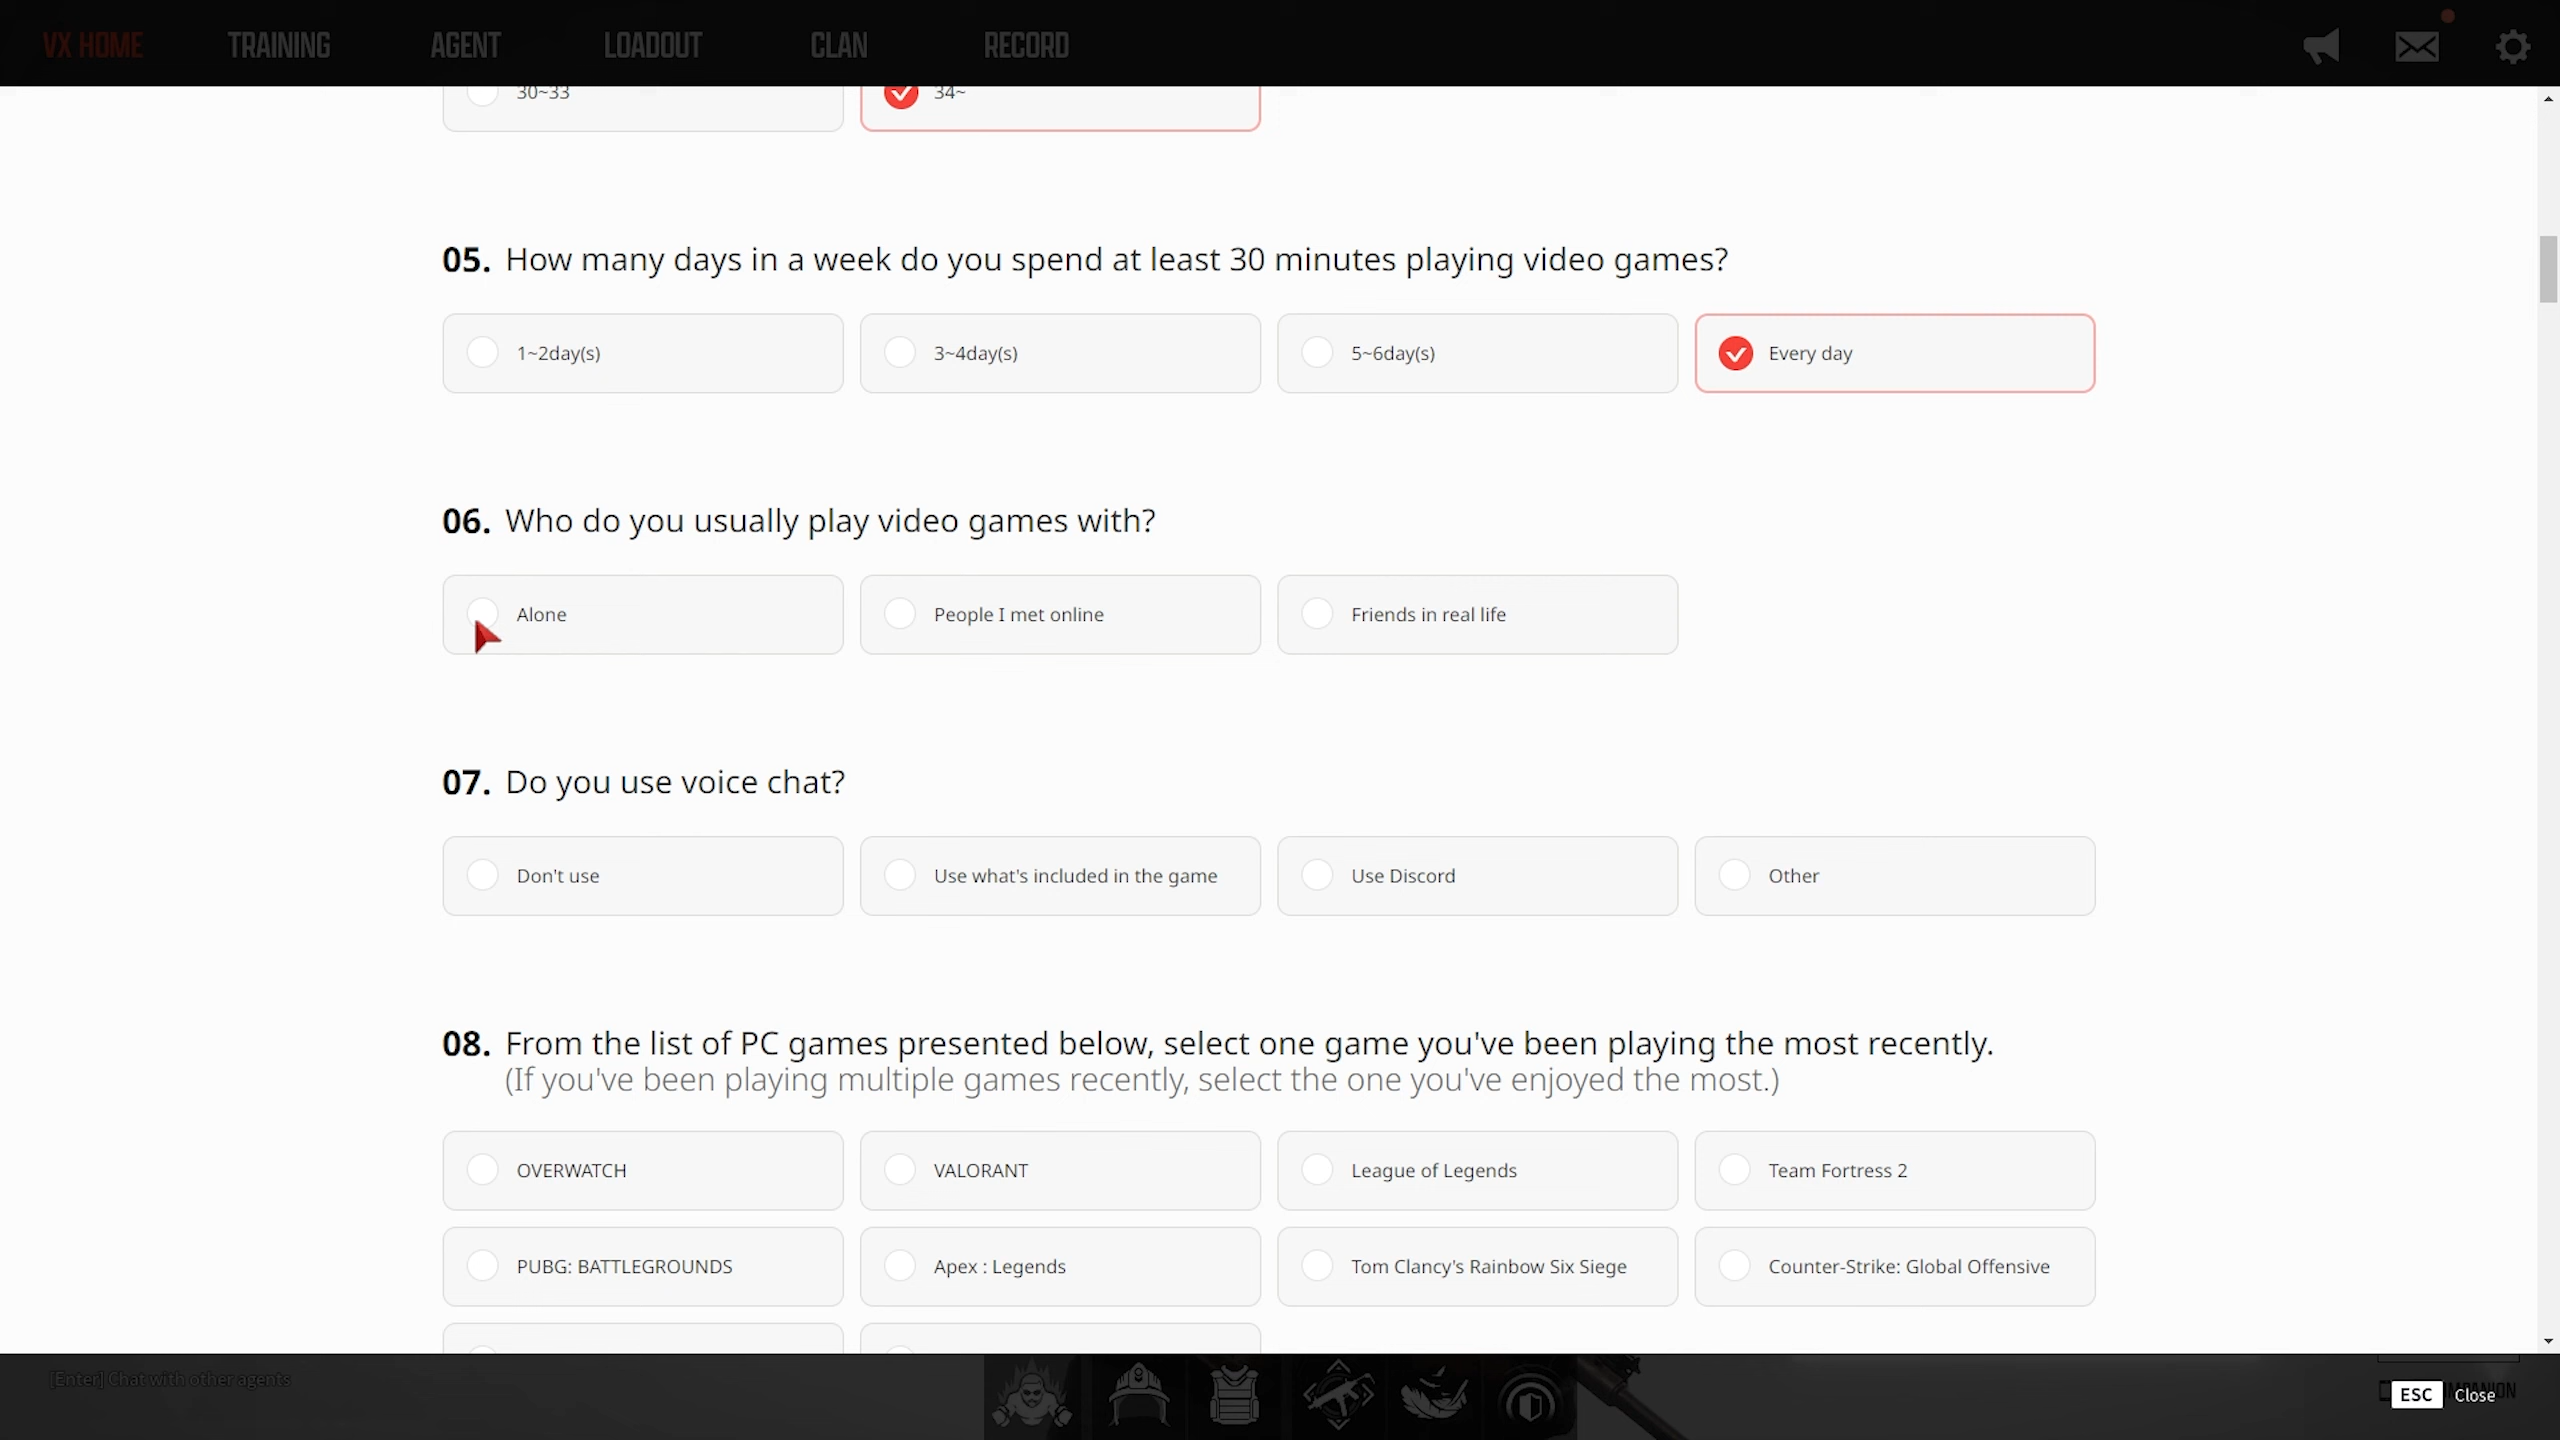 VX HOME
TRAINING
AGENT
LOADOUT
CLAN
RECORD
30~33
34~
05. How many days in a week do you spend at least 30 minutes playing video games?
1~2day(s)
3~4day(s)
5~6day(s)
Every day
06. Who do you usually play video games with?
Alone
People I met online
Friends in real life
07. Do you use voice chat?
Don't use
Use what's included in the game
Use Discord
Other
08. From the list of PC games presented below, select one game you've been playing the most recently.
(If you've been playing multiple games recently, select the one you've enjoyed the most.)
OVERWATCH
VALORANT
League of Legends
Team Fortress 2
PUBG: BATTLEGROUNDS
Apex : Legends
Tom Clancy's Rainbow Six Siege
Counter-Strike: Global Offensive
[Enter] Chat with other agents
ESC Close